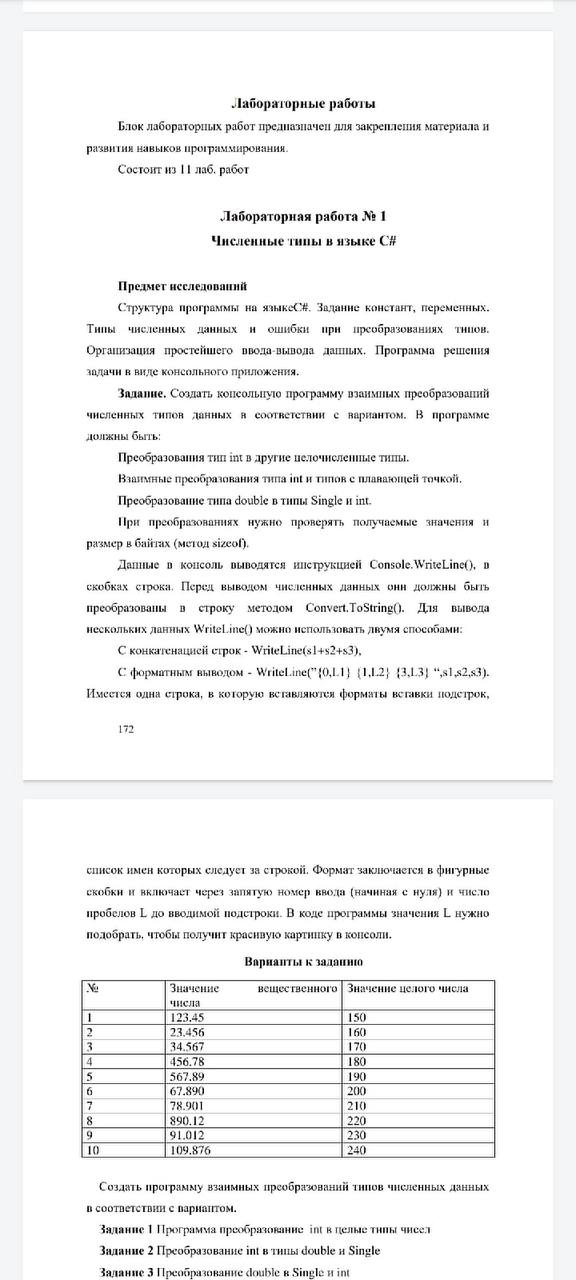 Лабораторные работы
Блок лабораторных работ предназначен для закрепления материала и
развития навыков программирования.
Состоит из 11 лаб. работ
Лабораторная работа № 1
Численные типы в языке C#
Предмет исследований
Структура программы на языкеC#. Задание констант, переменных.
Типы численных данных и ошибки при преобразованиях типов.
Организация простейшего ввода-вывода данных. Программа решения
задачи в виде консольного приложения.
Задание. Создать консольную программу взаимных преобразований
численных типов данных в соответствии с вариантом. В программе
должны быть:
Преобразования тип int в другие целочисленные типы.
Взаимные преобразования типа int и типов с плавающей точкой.
Преобразование типа double в типы Single и int.
При преобразованиях нужно проверять получаемые значения и
размер в байтах (метод sizeof).
Данные в консоль выводятся инструкцией Console.WriteLine(), в
скобках строка. Перед выводом численных данных они должны быть
преобразованы в строку методом Convert.ToString(). Для вывода
нескольких данных WriteLine() можно использовать двумя способами:
С конкатенацией строк - WriteLine(s1+s2+s3),
С форматным выводом - WriteLine("{0,L1} {1,L2} {3,L3} “,s1,s2,s3).
Имеется одна строка, в которую вставляются форматы вставки подстрок,
172
список имен которых следует за строкой. Формат заключается в фигурные
скобки и включает через запятую номер ввода (начиная с нуля) и число
пробелов L до вводимой подстроки. В коде программы значения L нужно
подобрать, чтобы получит красивую картинку в консоли.
Варианты к заданию
№ Значение вещественного числа Значение целого числа
1 123.45 150
2 23.456 160
3 34.567 170
4 456.78 180
5 567.89 190
6 67.890 200
7 78.901 210
8 890.12 220
9 91.012 230
10 109.876 240
Создать программу взаимных преобразований типов численных данных
в соответствии с вариантом.
Задание 1 Программа преобразование int в целые типы чисел
Задание 2 Преобразование int в типы double и Single
Задание 3 Преобразование double в Single и int